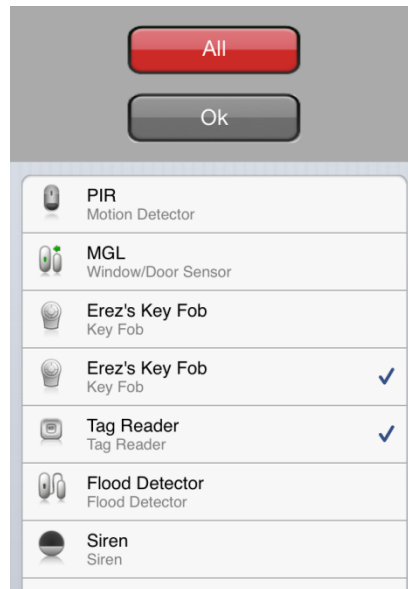 All
Ok
PIR
Motion Detector
MGL
Window/Door Sensor
Erez's Key Fob
Key Fob
Erez's Key Fob
Key Fob
Tag Reader
Tag Reader
Flood Detector
Flood Detector
Siren
Siren